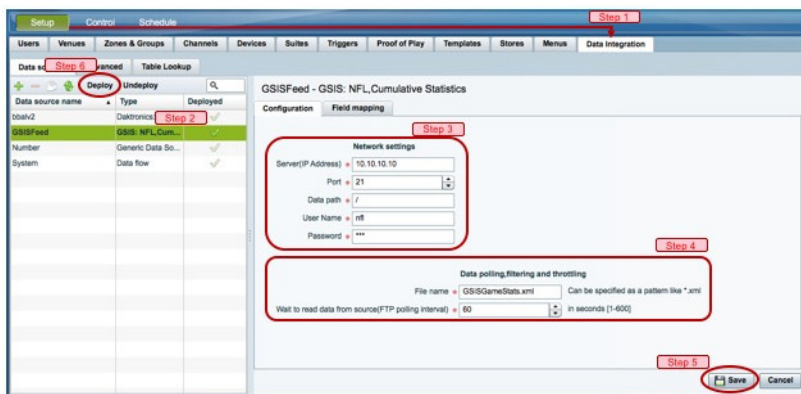 Setup Control Schedule
Step 1
Users Venues Zones & Groups Channels Devices Suites Triggers Proof of Play Templates Stores Menus Data Integration
Data so Step 6 anced Table Lookup
Deploy Undeploy
Data source name Type Deployed
bbalv2 Daktronics: Step 2
GSISFeed GSIS: NFL,Cum...
Number Generic Data So...
System Data flow
GSISFeed - GSIS: NFL,Cumulative Statistics
Configuration Field mapping
Step 3
Network settings
Server(IP Address) * 10.10.10.10
Port * 21
Data path * /
User Name * nfl
Password * ***
Step 4
Data polling,filtering and throttling
File name * GSISGameStats.xml Can be specified as a pattern like *.xml
Wait to read data from source(FTP polling interval) * 60 in seconds [1-600]
Step 5
Save Cancel